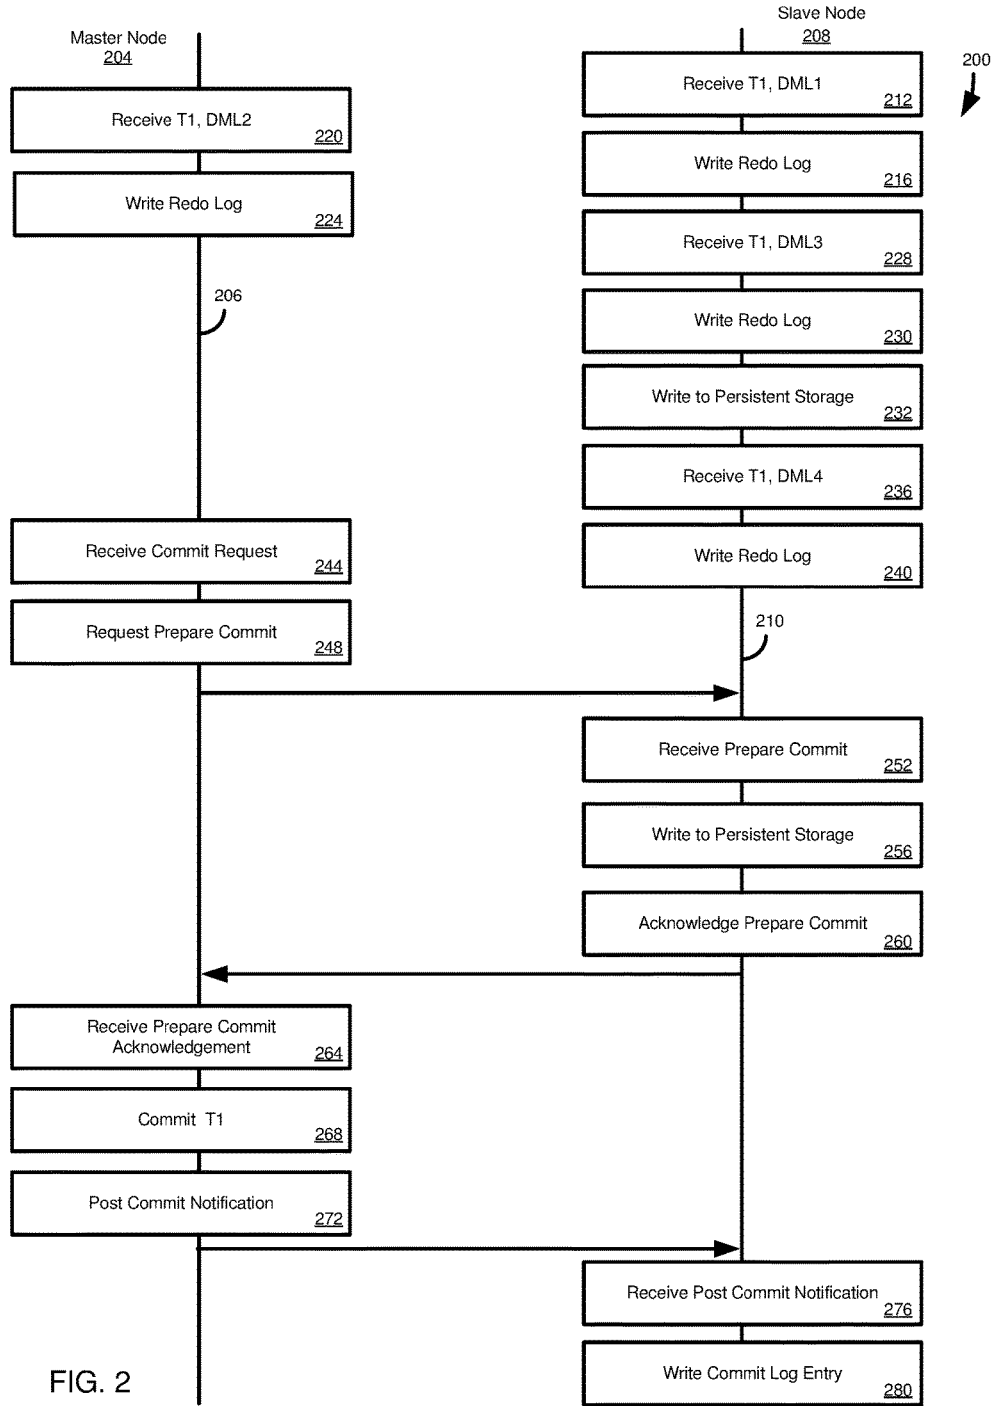 Slave Node
208
Master Node
204
200
Receive T1, DML1
212
Receive T1, DML2
220
Write Redo Log
216
Write Redo Log
224
Receive T1, DML3
228
206
Write Redo Log
230
Write to Persistent Storage
232
Receive T1, DML4
236
Receive Commit Request
244
Write Redo Log
240
Request Prepare Commit
248
210
Receive Prepare Commit
252
Write to Persistent Storage
256
Acknowledge Prepare Commit
260
Receive Prepare Commit
Acknowledgement
264
Commit T1
268
Post Commit Notification
272
Receive Post Commit Notification
276
Write Commit Log Entry
280
FIG. 2